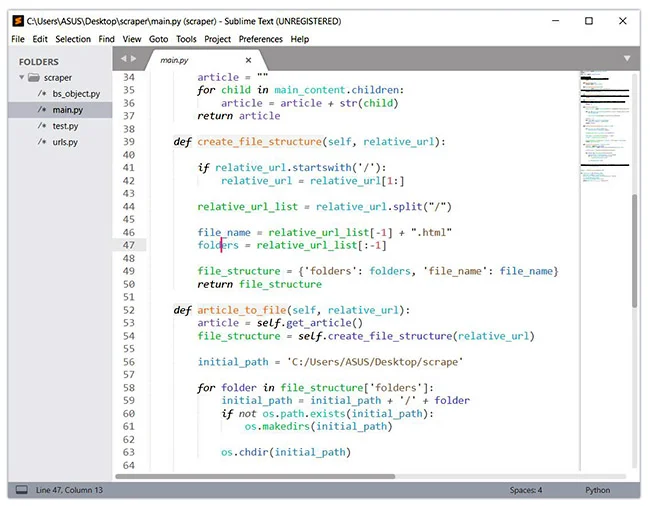 C:\Users\ASUS\Desktop\scraper\main.py (scraper) - Sublime Text (UNREGISTERED)
File Edit Selection Find View Goto Tools Project Preferences Help
FOLDERS
scraper
bs_object.py
main.py
test.py
urls.py
main.py
34 article = ""
35 for child in main_content.children:
36 article = article + str(child)
37 return article
38
39 def create_file_structure(self, relative_url):
40
41 if relative_url.startswith('/'):
42 relative_url = relative_url[1:]
43
44 relative_url_list = relative_url.split("/")
45
46 file_name = relative_url_list[-1] + ".html"
47 folders = relative_url_list[:-1]
48
49 file_structure = {'folders': folders, 'file_name': file_name}
50 return file_structure
51
52 def article_to_file(self, relative_url):
53 article = self.get_article()
54 file_structure = self.create_file_structure(relative_url)
55
56 initial_path = 'C:/Users/ASUS/Desktop/scrape'
57
58 for folder in file_structure['folders']:
59 initial_path = initial_path + '/' + folder
60 if not os.path.exists(initial_path):
61 os.makedirs(initial_path)
62
63 os.chdir(initial_path)
64
Line 47, Column 13 Spaces: 4 Python